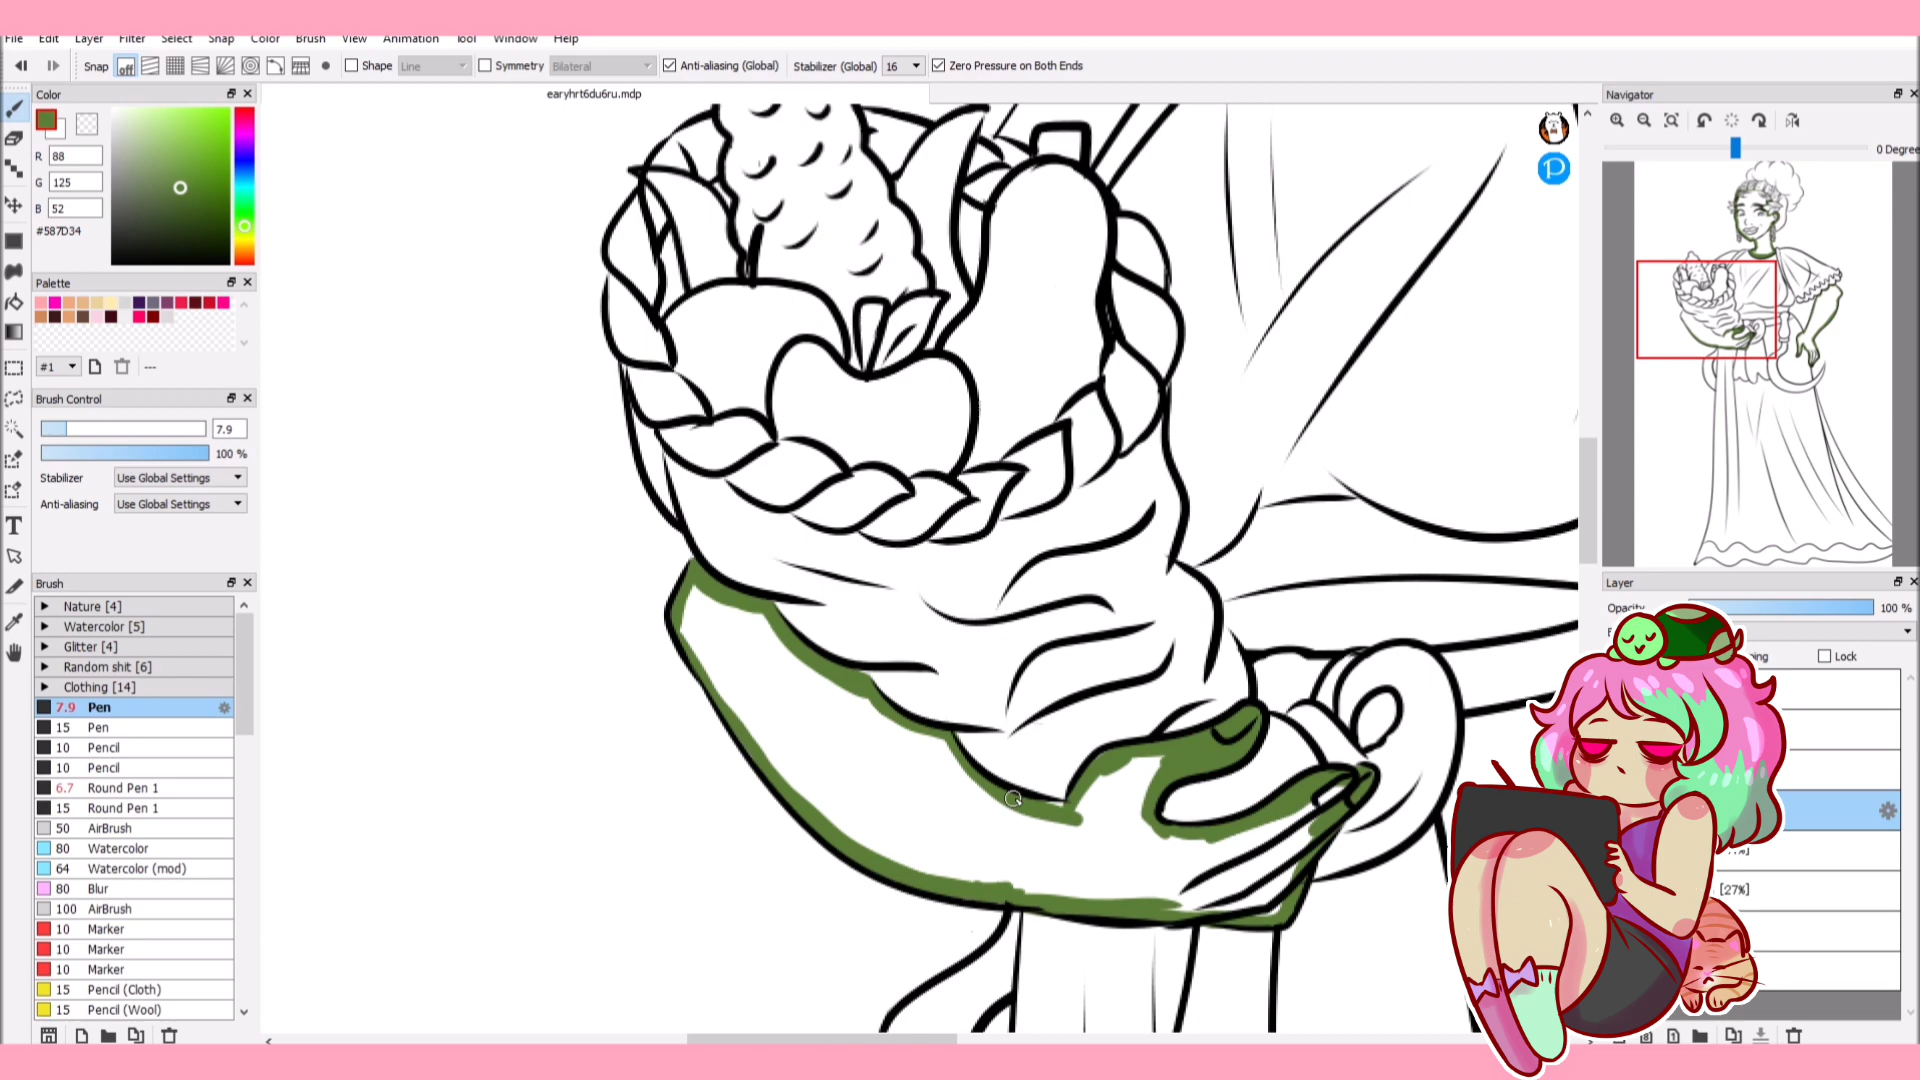 File Edit Layer Filter Select Snap Color Brush View Animation Tool Window Help
Snap off Shape Line Symmetry Bilateral Anti-aliasing (Global) Stabilizer (Global) 16 Zero Pressure on Both Ends
Color
earyhrt6du6ru.mdp
Navigator
R 88
G 125
B 52
#587D34
0 Degree
Palette
#1 ---
Brush Control
7.9
100 %
Stabilizer Use Global Settings
Anti-aliasing Use Global Settings
Brush
Nature [4]
Watercolor [5]
Glitter [4]
Random shit [6]
Clothing [14]
7.9 Pen
15 Pen
10 Pencil
10 Pencil
6.7 Round Pen 1
15 Round Pen 1
50 AirBrush
80 Watercolor
64 Watercolor (mod)
80 Blur
100 AirBrush
10 Marker
10 Marker
10 Marker
15 Pencil (Cloth)
15 Pencil (Wool)
Layer
Opacity 100 %
Lock
[27%]